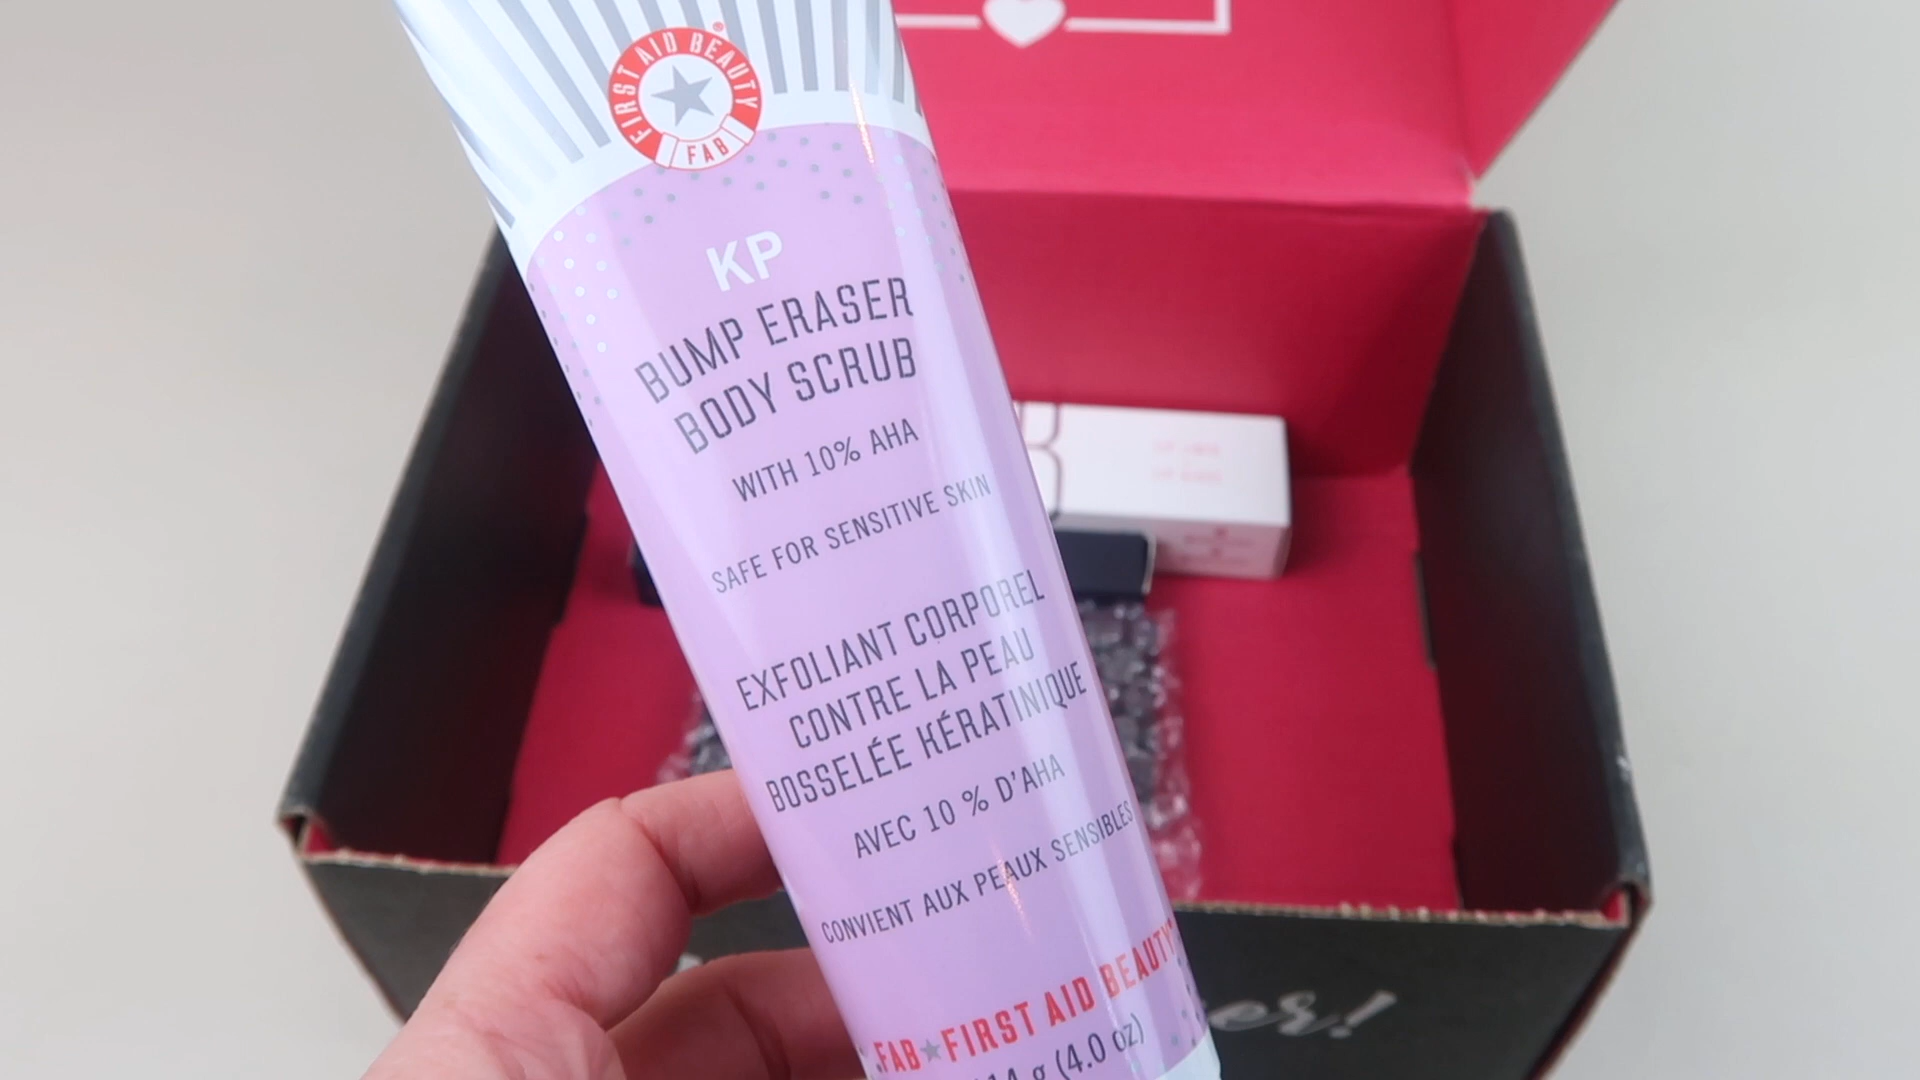 FIRST AID BEAUTY®
FAB
KP
BUMP ERASER
BODY SCRUB
WITH 10% AHA
SAFE FOR SENSITIVE SKIN
EXFOLIANT CORPOREL
CONTRE LA PEAU
BOSSELÉE KÉRATINIQUE
AVEC 10 % D'AHA
CONVIENT AUX PEAUX SENSIBLES
FAB★FIRST AID BEAUTY
g (4.0 oz)